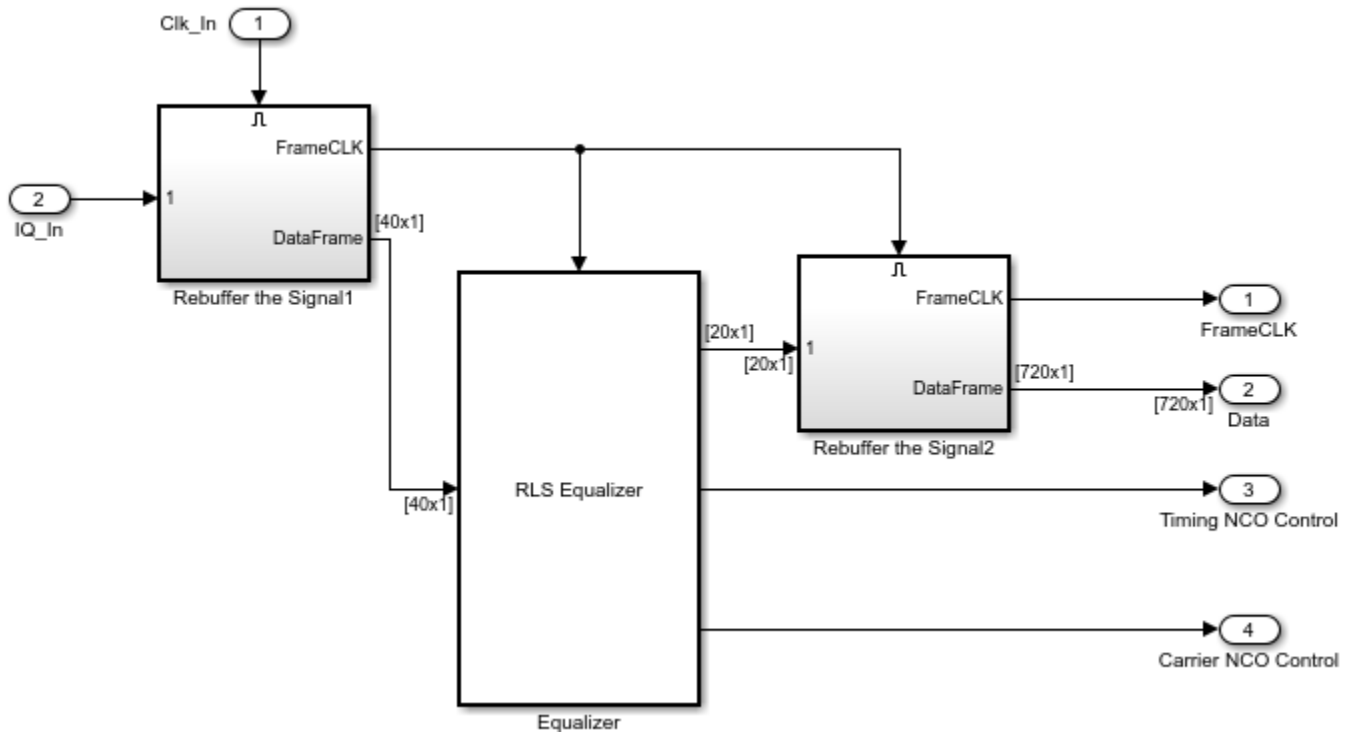 Clk_In
1
FrameCLK
1
2
IQ_In
[40x1]
DataFrame
Rebuffer the Signal1
FrameCLK
1
FrameCLK
[20x1]
1
[20x1]
[720x1]
DataFrame
2
[720x1]
Data
Rebuffer the Signal2
RLS Equalizer
3
[40x1]
Timing NCO Control
4
Carrier NCO Control
Equalizer